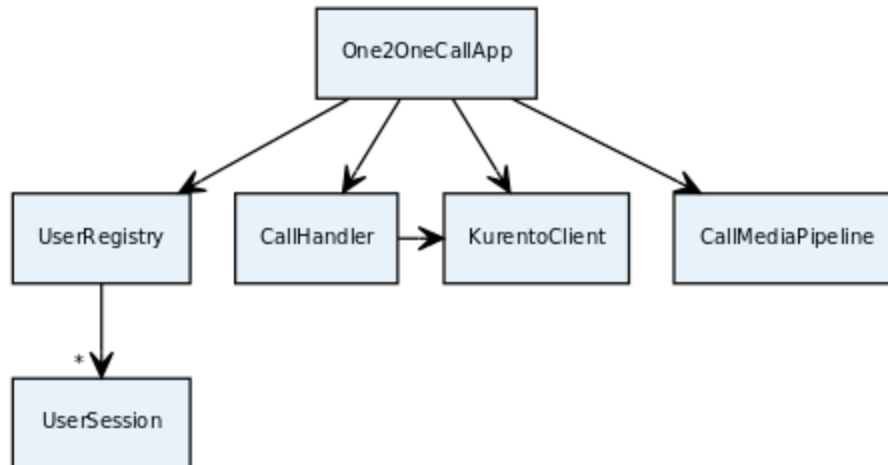 One2OneCallApp
UserRegistry
CallHandler
KurentoClient
CallMediaPipeline
*
UserSession